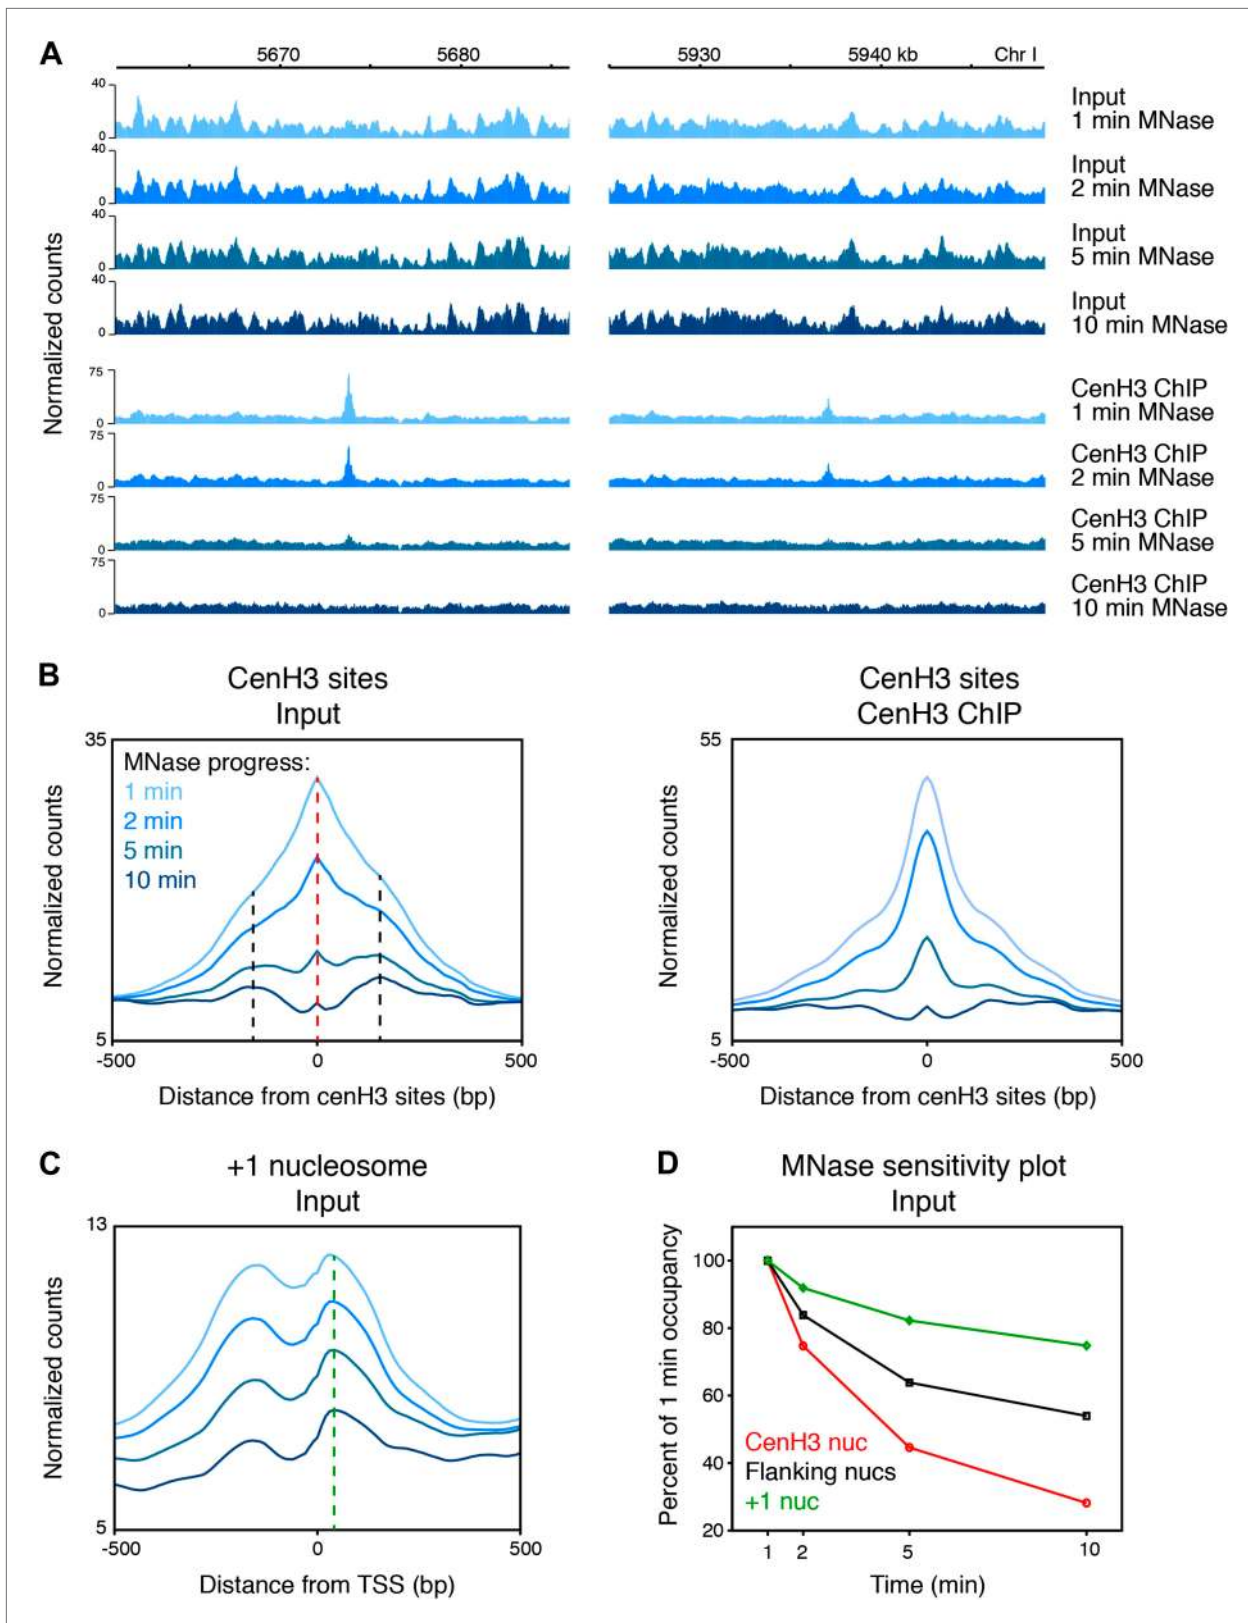 A
5670 5680 5930 5940 kb Chr I
Normalized counts
40
0
Input
1 min MNase
40
0
Input
2 min MNase
40
0
Input
5 min MNase
40
0
Input
10 min MNase
75
0
CenH3 ChIP
1 min MNase
75
0
CenH3 ChIP
2 min MNase
75
0
CenH3 ChIP
5 min MNase
75
0
CenH3 ChIP
10 min MNase
B
CenH3 sites
Input
35
MNase progress:
1 min
2 min
5 min
10 min
Normalized counts
5
-500 0 500
Distance from cenH3 sites (bp)
CenH3 sites
CenH3 ChIP
55
Normalized counts
5
-500 0 500
Distance from cenH3 sites (bp)
C
+1 nucleosome
Input
13
Normalized counts
5
-500 0 500
Distance from TSS (bp)
D
MNase sensitivity plot
Input
Percent of 1 min occupancy
100
80
60
40
20
CenH3 nuc
Flanking nucs
+1 nuc
1 2 5 10
Time (min)